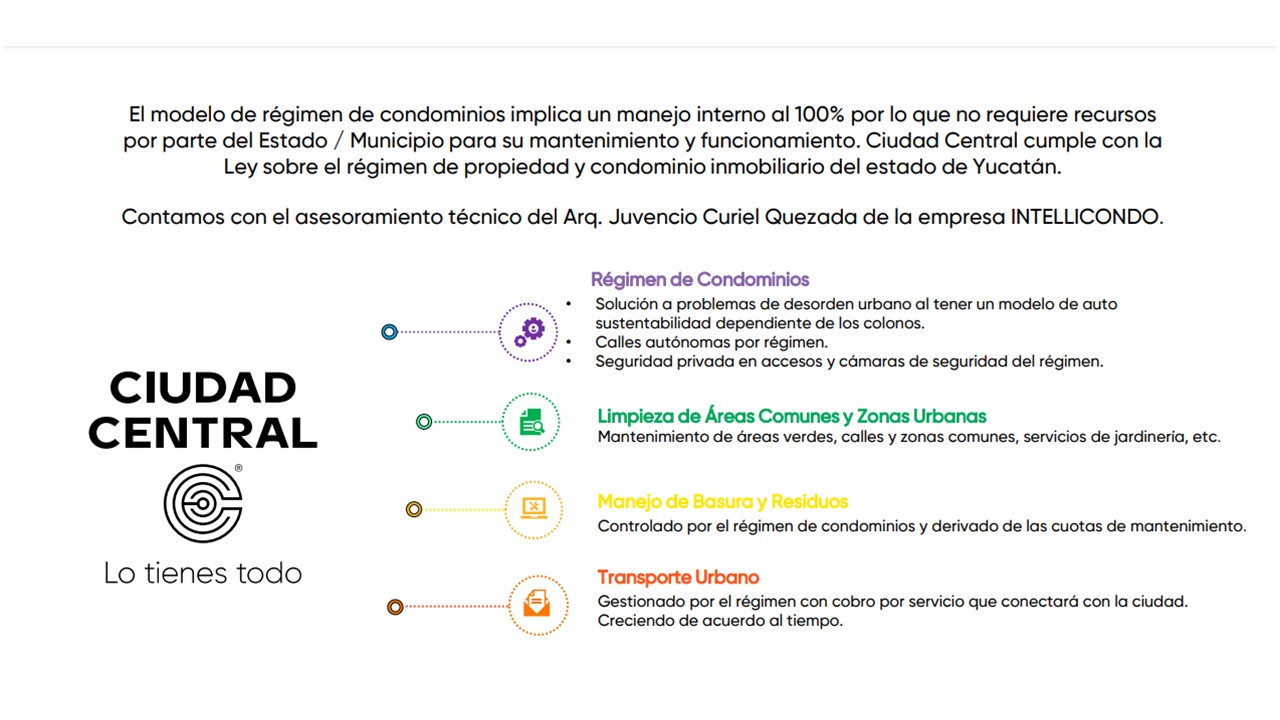 El modelo de régimen de condominios implica un manejo interno al 100% por lo que no requiere recursos
por parte del Estado / Municipio para su mantenimiento y funcionamiento. Ciudad Central cumple con la
Ley sobre el régimen de propiedad y condominio inmobiliario del estado de Yucatán.
Contamos con el asesoramiento técnico del Arq. Juvencio Curiel Quezada de la empresa INTELLICONDO.
CIUDAD
CENTRAL
®
Lo tienes todo
Régimen de Condominios
• Solución a problemas de desorden urbano al tener un modelo de auto
sustentabilidad dependiente de los colonos.
• Calles autónomas por régimen.
• Seguridad privada en accesos y cámaras de seguridad del régimen.
Limpieza de Áreas Comunes y Zonas Urbanas
Mantenimiento de áreas verdes, calles y zonas comunes, servicios de jardinería, etc.
Manejo de Basura y Residuos
Controlado por el régimen de condominios y derivado de las cuotas de mantenimiento.
Transporte Urbano
Gestionado por el régimen con cobro por servicio que conectará con la ciudad.
Creciendo de acuerdo al tiempo.